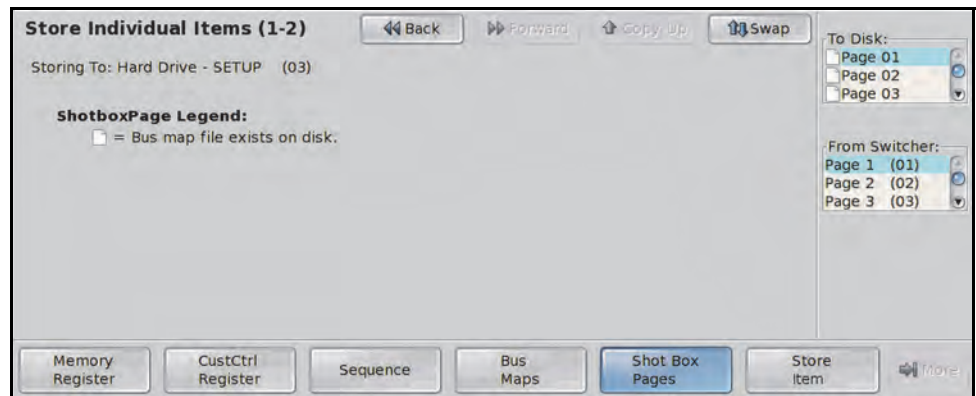 Store Individual Items (1-2)
Back
Forward
Copy Up
Swap
Storing To: Hard Drive - SETUP (03)
ShotboxPage Legend:
= Bus map file exists on disk.
To Disk:
Page 01
Page 02
Page 03
From Switcher:
Page 1 (01)
Page 2 (02)
Page 3 (03)
Memory
Register
CustCtrl
Register
Sequence
Bus
Maps
Shot Box
Pages
Store
Item
More